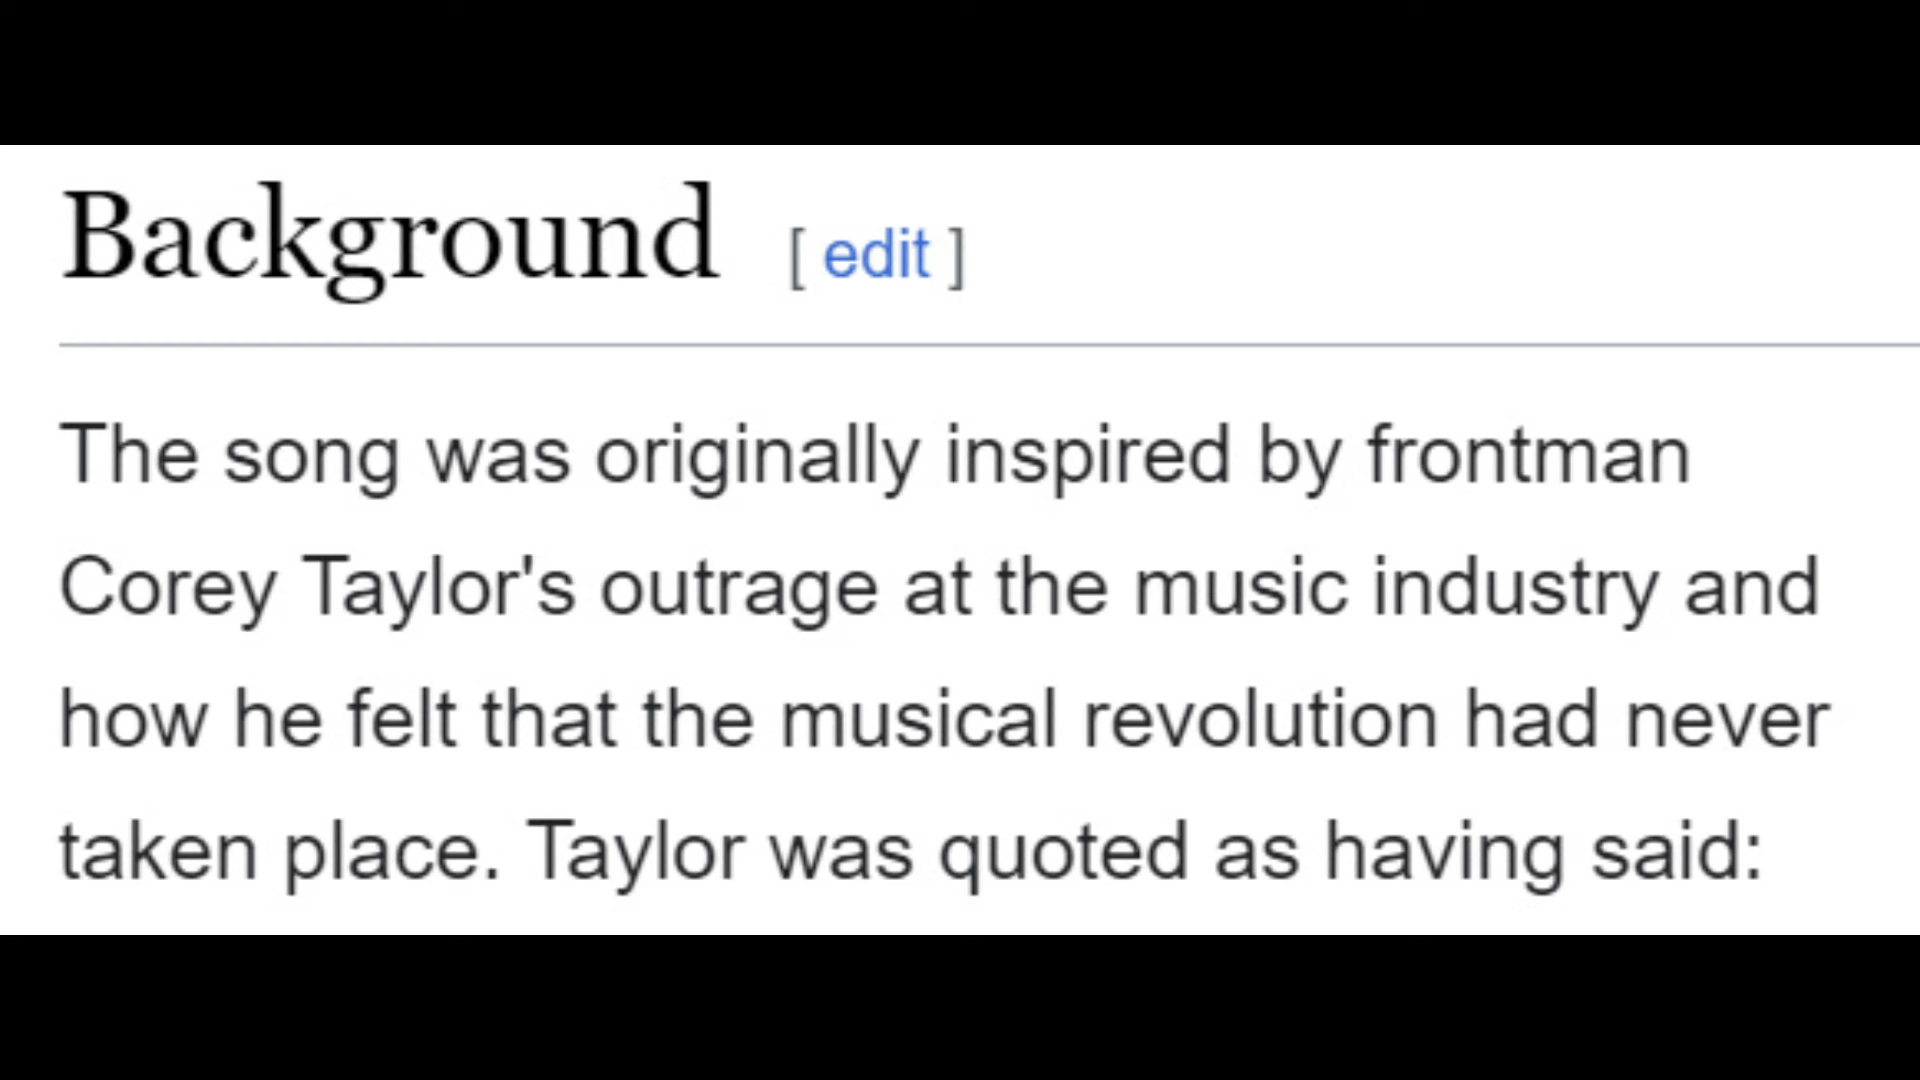 Background [ edit ]
The song was originally inspired by frontman
Corey Taylor's outrage at the music industry and
how he felt that the musical revolution had never
taken place. Taylor was quoted as having said: